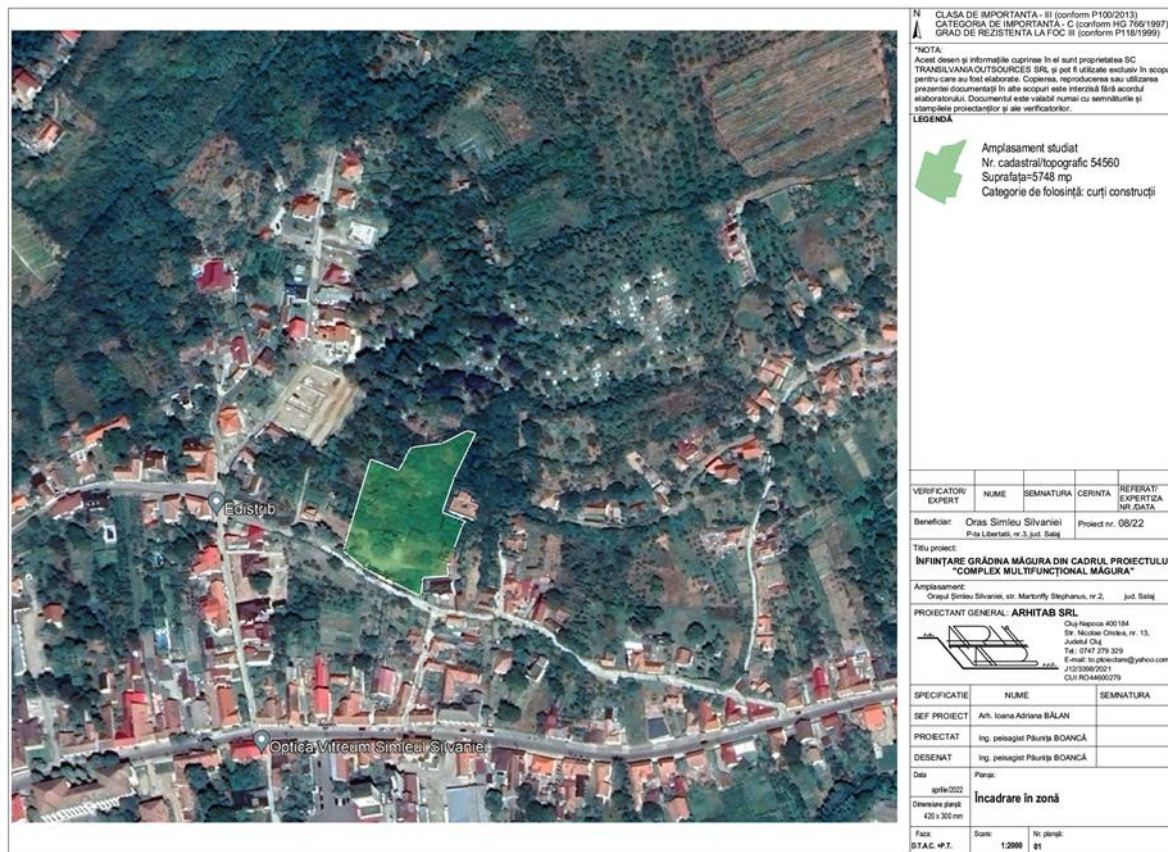 N
CLASA DE IMPORTANTA - III (conform P100/2013)
CATEGORIA DE IMPORTANTA - C (conform HG 766/1997)
GRAD DE REZISTENTA LA FOC III (conform P118/1999)
*NOTA:
Acest desen și informațiile cuprinse în el sunt proprietatea SC
TRANSILVANIA OUTSOURCES SRL și pot fi utilizate exclusiv în scopu
pentru care au fost elaborate. Copierea, reproducerea sau utilizarea
prezentei documentații în alte scopuri este interzisă fără acordul
elaboratorului. Documentul este valabil numai cu semnăturile și
stampilele proiectanților și ale verificatorilor.
LEGENDĂ
Amplasament studiat
Nr. cadastral/topografic 54560
Suprafața=5748 mp
Categorie de folosință: curți construcții
Edistrib
Optica Vitreum Simleul Silvaniei
VERIFICATOR/ EXPERT
NUME
SEMNATURA
CERINTA
REFERAT/ EXPERTIZA NR./DATA
Beneficiar: Oras Simleu Silvaniei
P-ta Libertatii, nr.3, jud. Salaj
Proiect nr. 08/22
Titlu proiect:
ÎNFIINȚARE GRĂDINA MĂGURA DIN CADRUL PROIECTULU
"COMPLEX MULTIFUNCȚIONAL MĂGURA"
Amplasament:
Orașul Șimleu Silvaniei, str. Martonffy Stephanus, nr.2, jud. Salaj
PROIECTANT GENERAL: ARHITAB SRL
Cluj-Napoca 400184
Str. Nicolae Cristea, nr. 13,
Județul Cluj
Tel.: 0747 279 329
J12/3398/2021
CUI RO44600279
SPECIFICATIE
NUME
SEMNATURA
SEF PROIECT
Arh. Ioana Adriana BĂLAN
PROIECTAT
Ing. peisagist Păunița BOANCĂ
DESENAT
Ing. peisagist Păunița BOANCĂ
Data
aprilie/2022
Dimensiune planșă:
420 x 300 mm
Planșa:
Încadrare în zonă
Faza:
D.T.A.C. +P.T.
Scara:
1:2000
Nr. planșă:
01